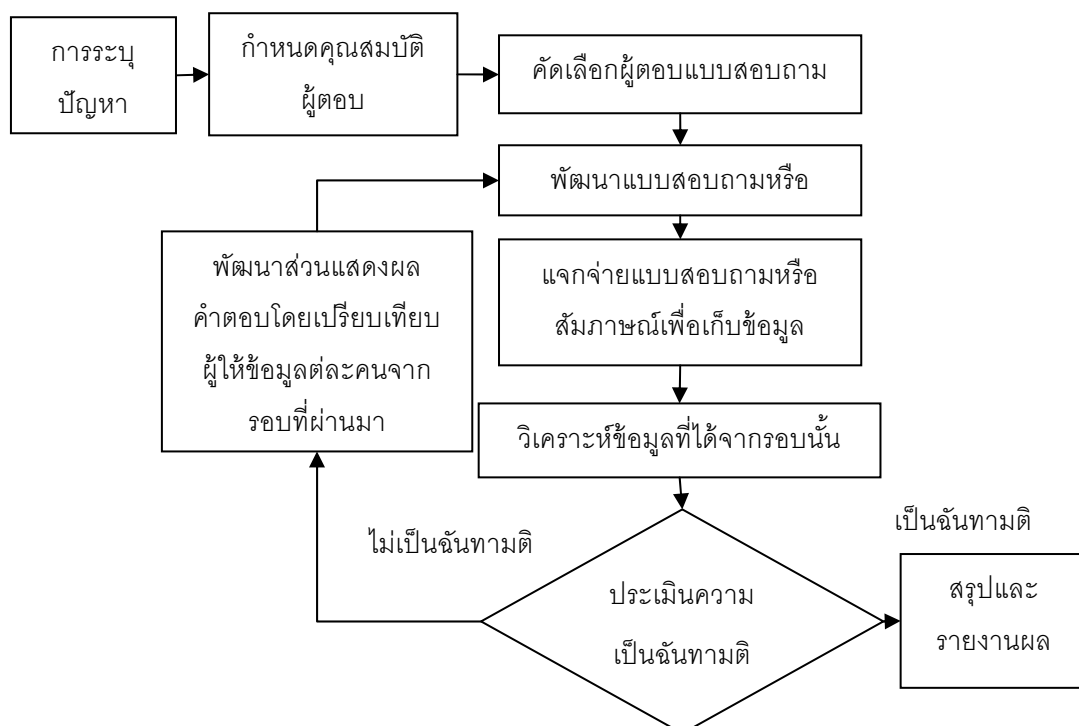 การระบุ
ปัญหา
กำหนดคุณสมบัติ
ผู้ตอบ
คัดเลือกผู้ตอบแบบสอบถาม
พัฒนาแบบสอบถามหรือ
แจกจ่ายแบบสอบถามหรือ
สัมภาษณ์เพื่อเก็บข้อมูล
พัฒนาส่วนแสดงผล
คำตอบโดยเปรียบเทียบ
ผู้ให้ข้อมูลต่ละคนจาก
รอบที่ผ่านมา
วิเคราะห์ข้อมูลที่ได้จากรอบนั้น
ไม่เป็นฉันทามติ
เป็นฉันทามติ
ประเมินความ
เป็นฉันทามติ
สรุปและ
รายงานผล